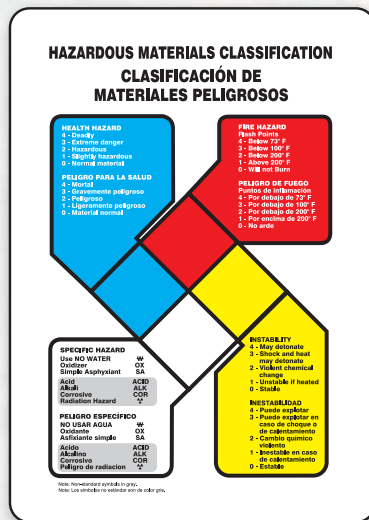 HAZARDOUS MATERIALS CLASSIFICATION
CLASIFICACIÓN DE
MATERIALES PELIGROSOS
HEALTH HAZARD
4 - Deadly
3 - Extreme danger
2 - Hazardous
1 - Slightly hazardous
0 - Normal material
PELIGRO PARA LA SALUD
4 - Mortal
3 - Gravemente peligroso
2 - Peligroso
1 - Ligeramente peligroso
0 - Material normal
FIRE HAZARD
Flash Points
4 - Below 73° F
3 - Below 100° F
2 - Below 200° F
1 - Above 200° F
0 - Will not Burn
PELIGRO DE FUEGO
Puntos de inflamación
4 - Por debajo de 73° F
3 - Por debajo de 100° F
2 - Por debajo de 200° F
1 - Por encima de 200° F
0 - No arde
SPECIFIC HAZARD
Use NO WATER W
Oxidizer OX
Simple Asphyxiant SA
Acid ACID
Alkali ALK
Corrosive COR
Radiation Hazard
PELIGRO ESPECÍFICO
NO USAR AGUA W
Oxidante OX
Asfixiante simple SA
Acido ACID
Alcalino ALK
Corrosivo COR
Peligro de radiacion
INSTABILITY
4 - May detonate
3 - Shock and heat
may detonate
2 - Violent chemical
change
1 - Unstable if heated
0 - Stable
INESTABILIDAD
4 - Puede explotar
3 - Puede explotar en
caso de choque o
de calentamiento
2 - Cambio químico
violento
1 - Inestable en caso
de calentamiento
0 - Estable
Note: Non-standard symbols in gray.
Note: Los símbolos no estándar son de color gris.